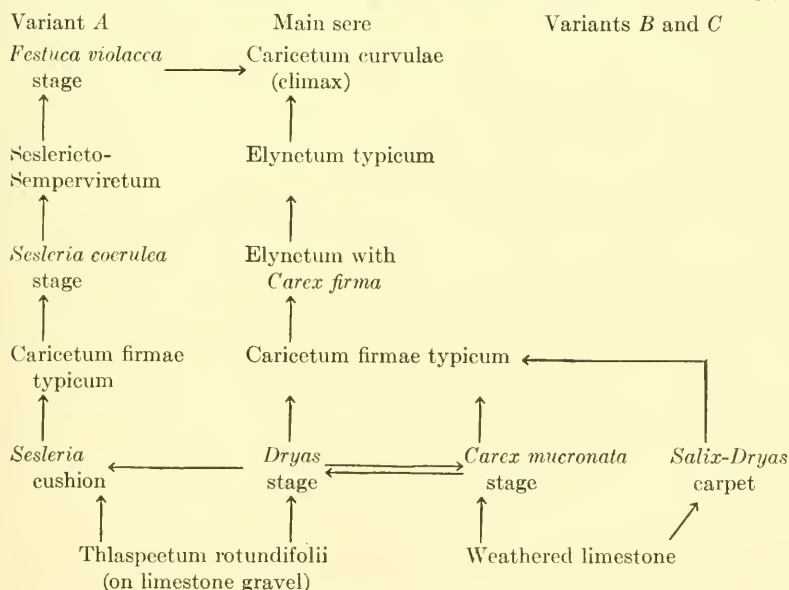 Variant A Main sere Variants B and C
Festuca violacca Caricetum curvulae
stage (climax)
Seslerieto- Elynetum typicum
Semperviretum
Sesleria coerulea Elynetum with
stage Carex firma
Caricetum firmae Caricetum firmae typicum
typicum
Sesleria Dryas Carex mucronata Salix-Dryas
cushion stage stage carpet
Thlaspeetum rotundifolii Weathered limestone
(on limestone gravel)